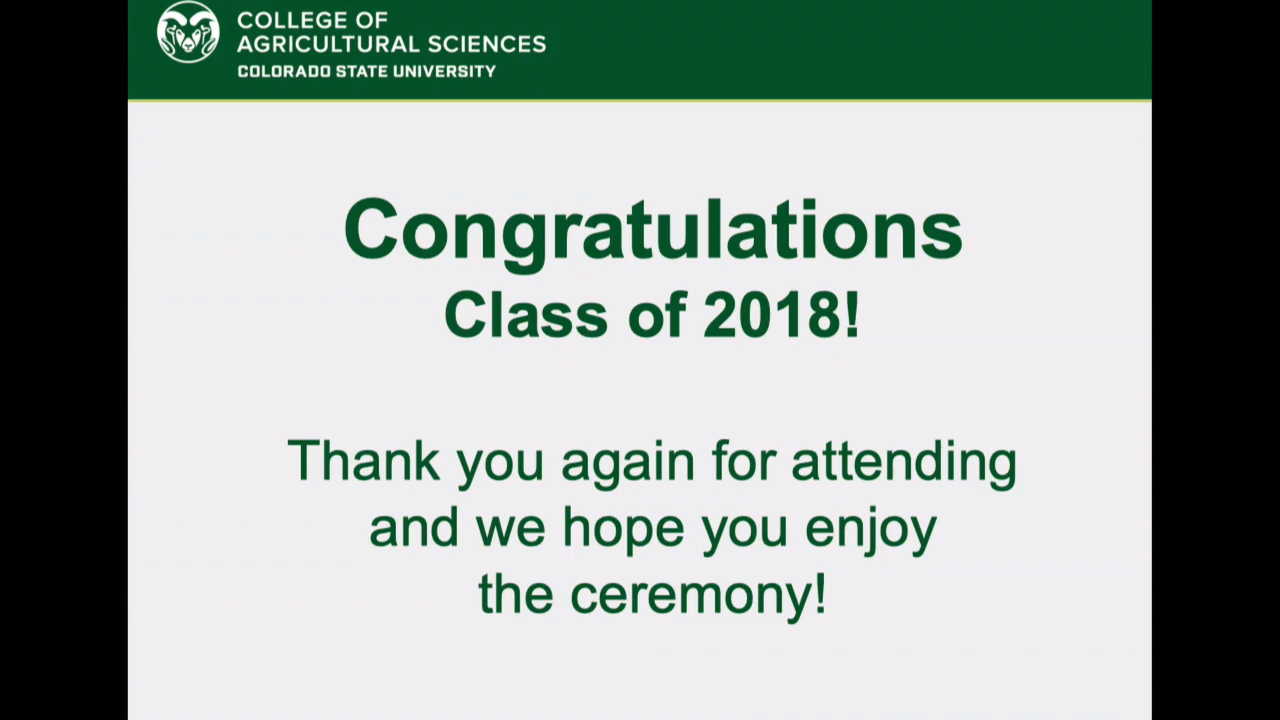 COLLEGE OF
AGRICULTURAL SCIENCES
COLORADO STATE UNIVERSITY
Congratulations
Class of 2018!
Thank you again for attending
and we hope you enjoy
the ceremony!